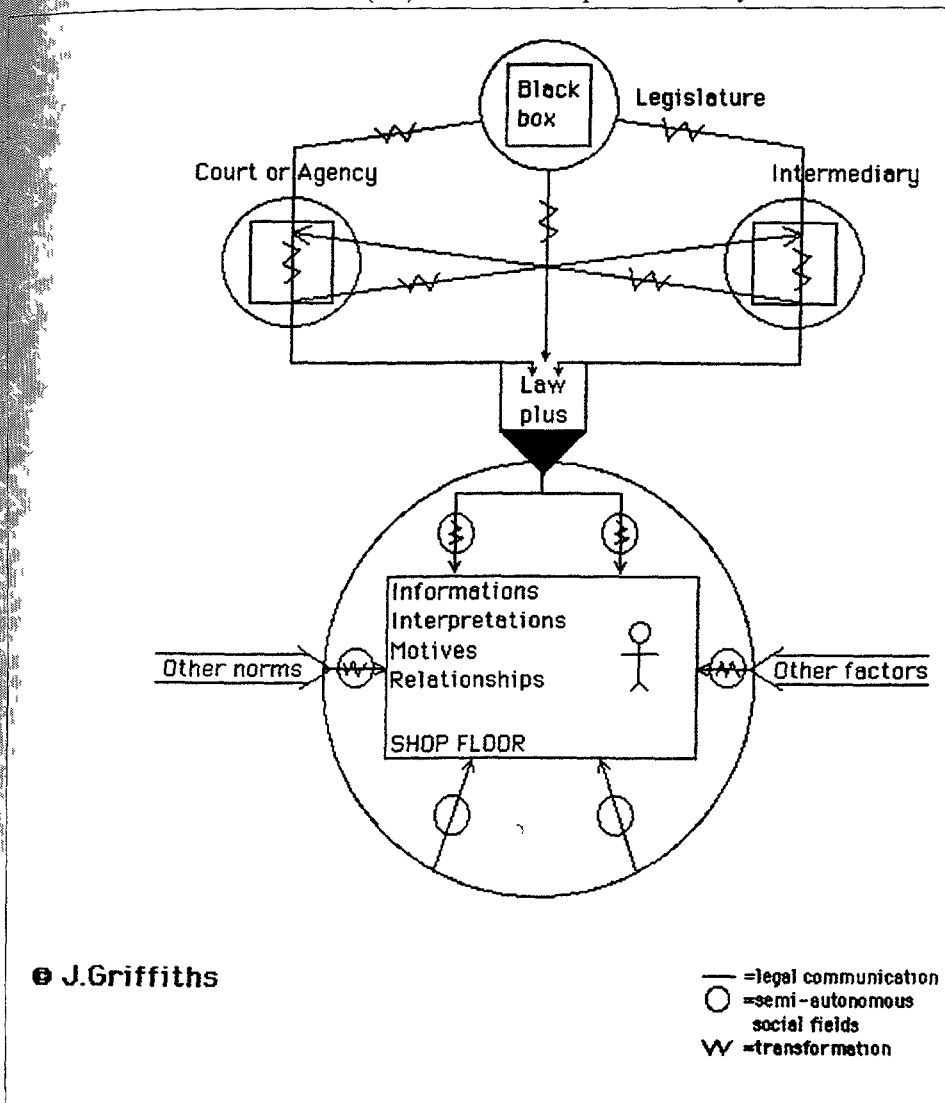 Black
box
Legislature
Court or Agency
Intermediary
Law
plus
Informations
Interpretations
Motives
Relationships
SHOP FLOOR
Other norms
Other factors
© J.Griffiths
=legal communication
=semi-autonomous
social fields
=transformation